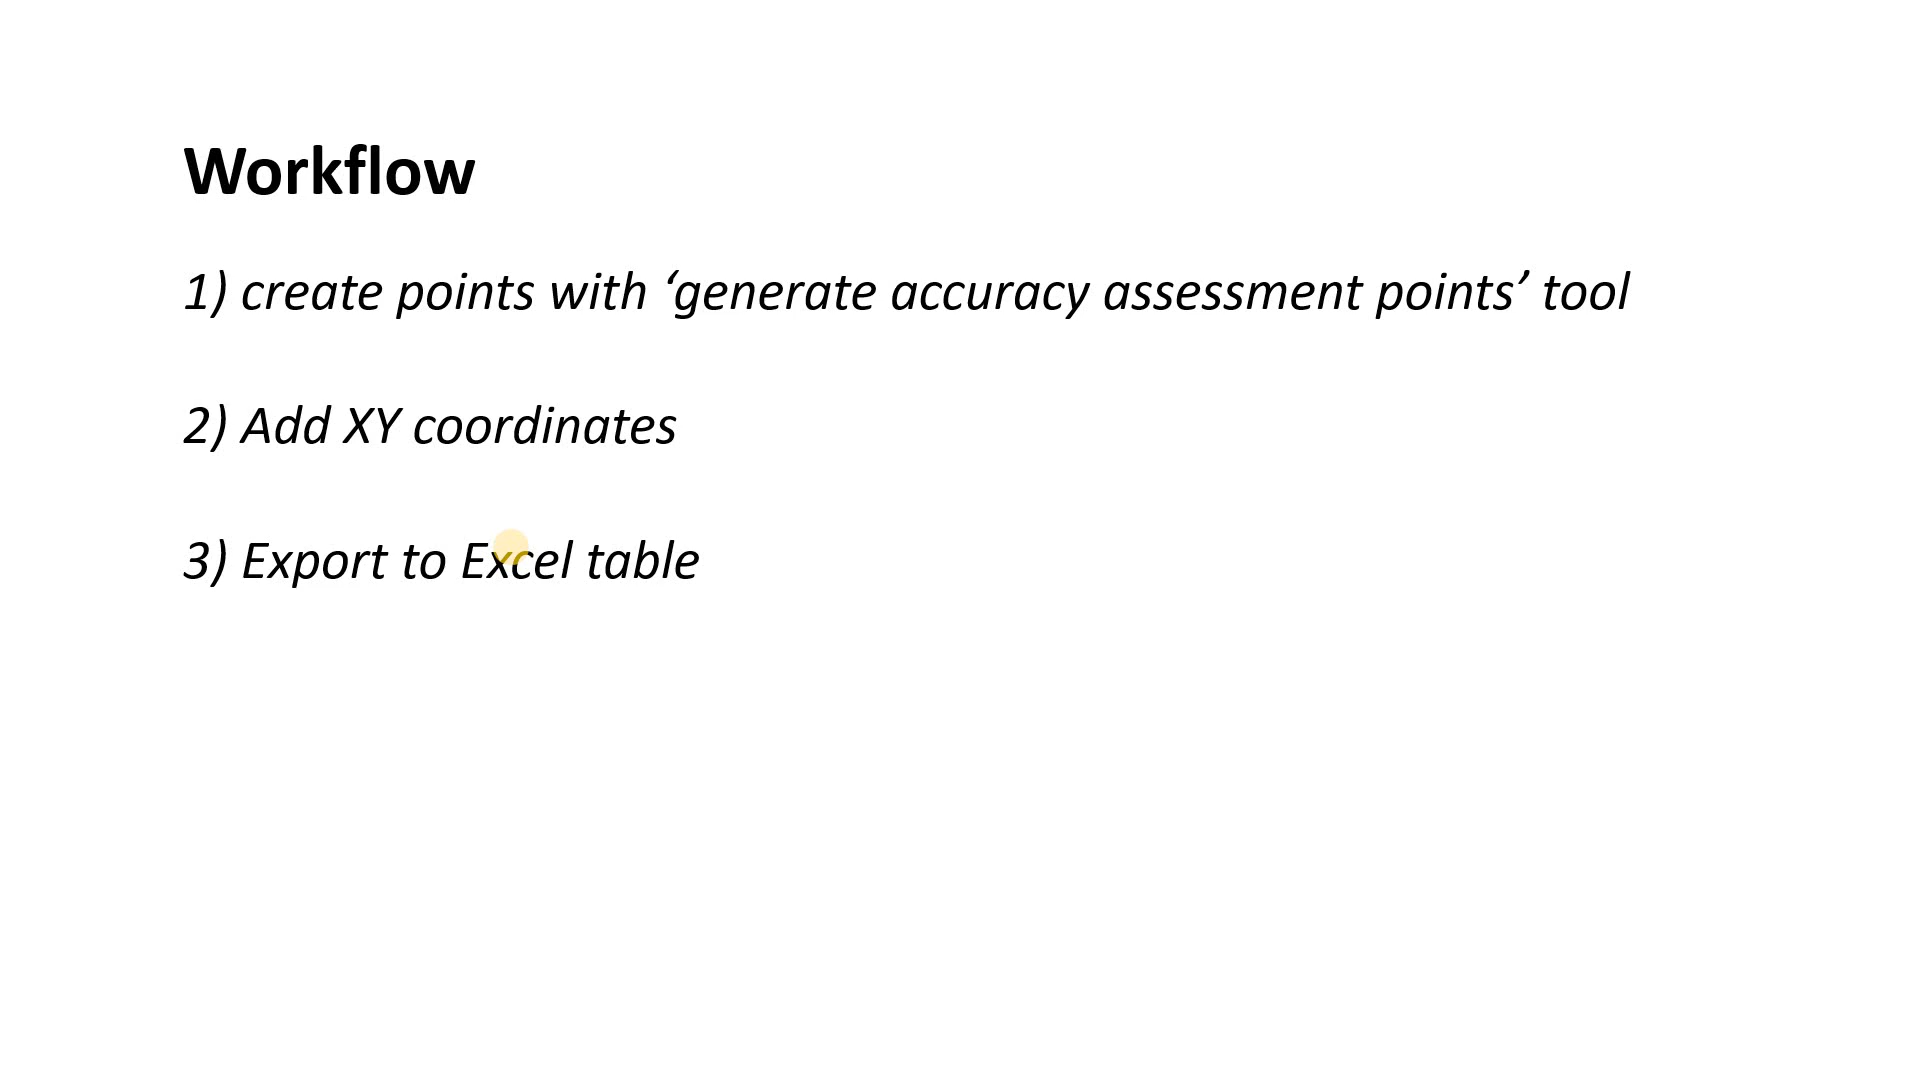 Workflow
1) create points with ‘generate accuracy assessment points’ tool
2) Add XY coordinates
3) Export to Excel table